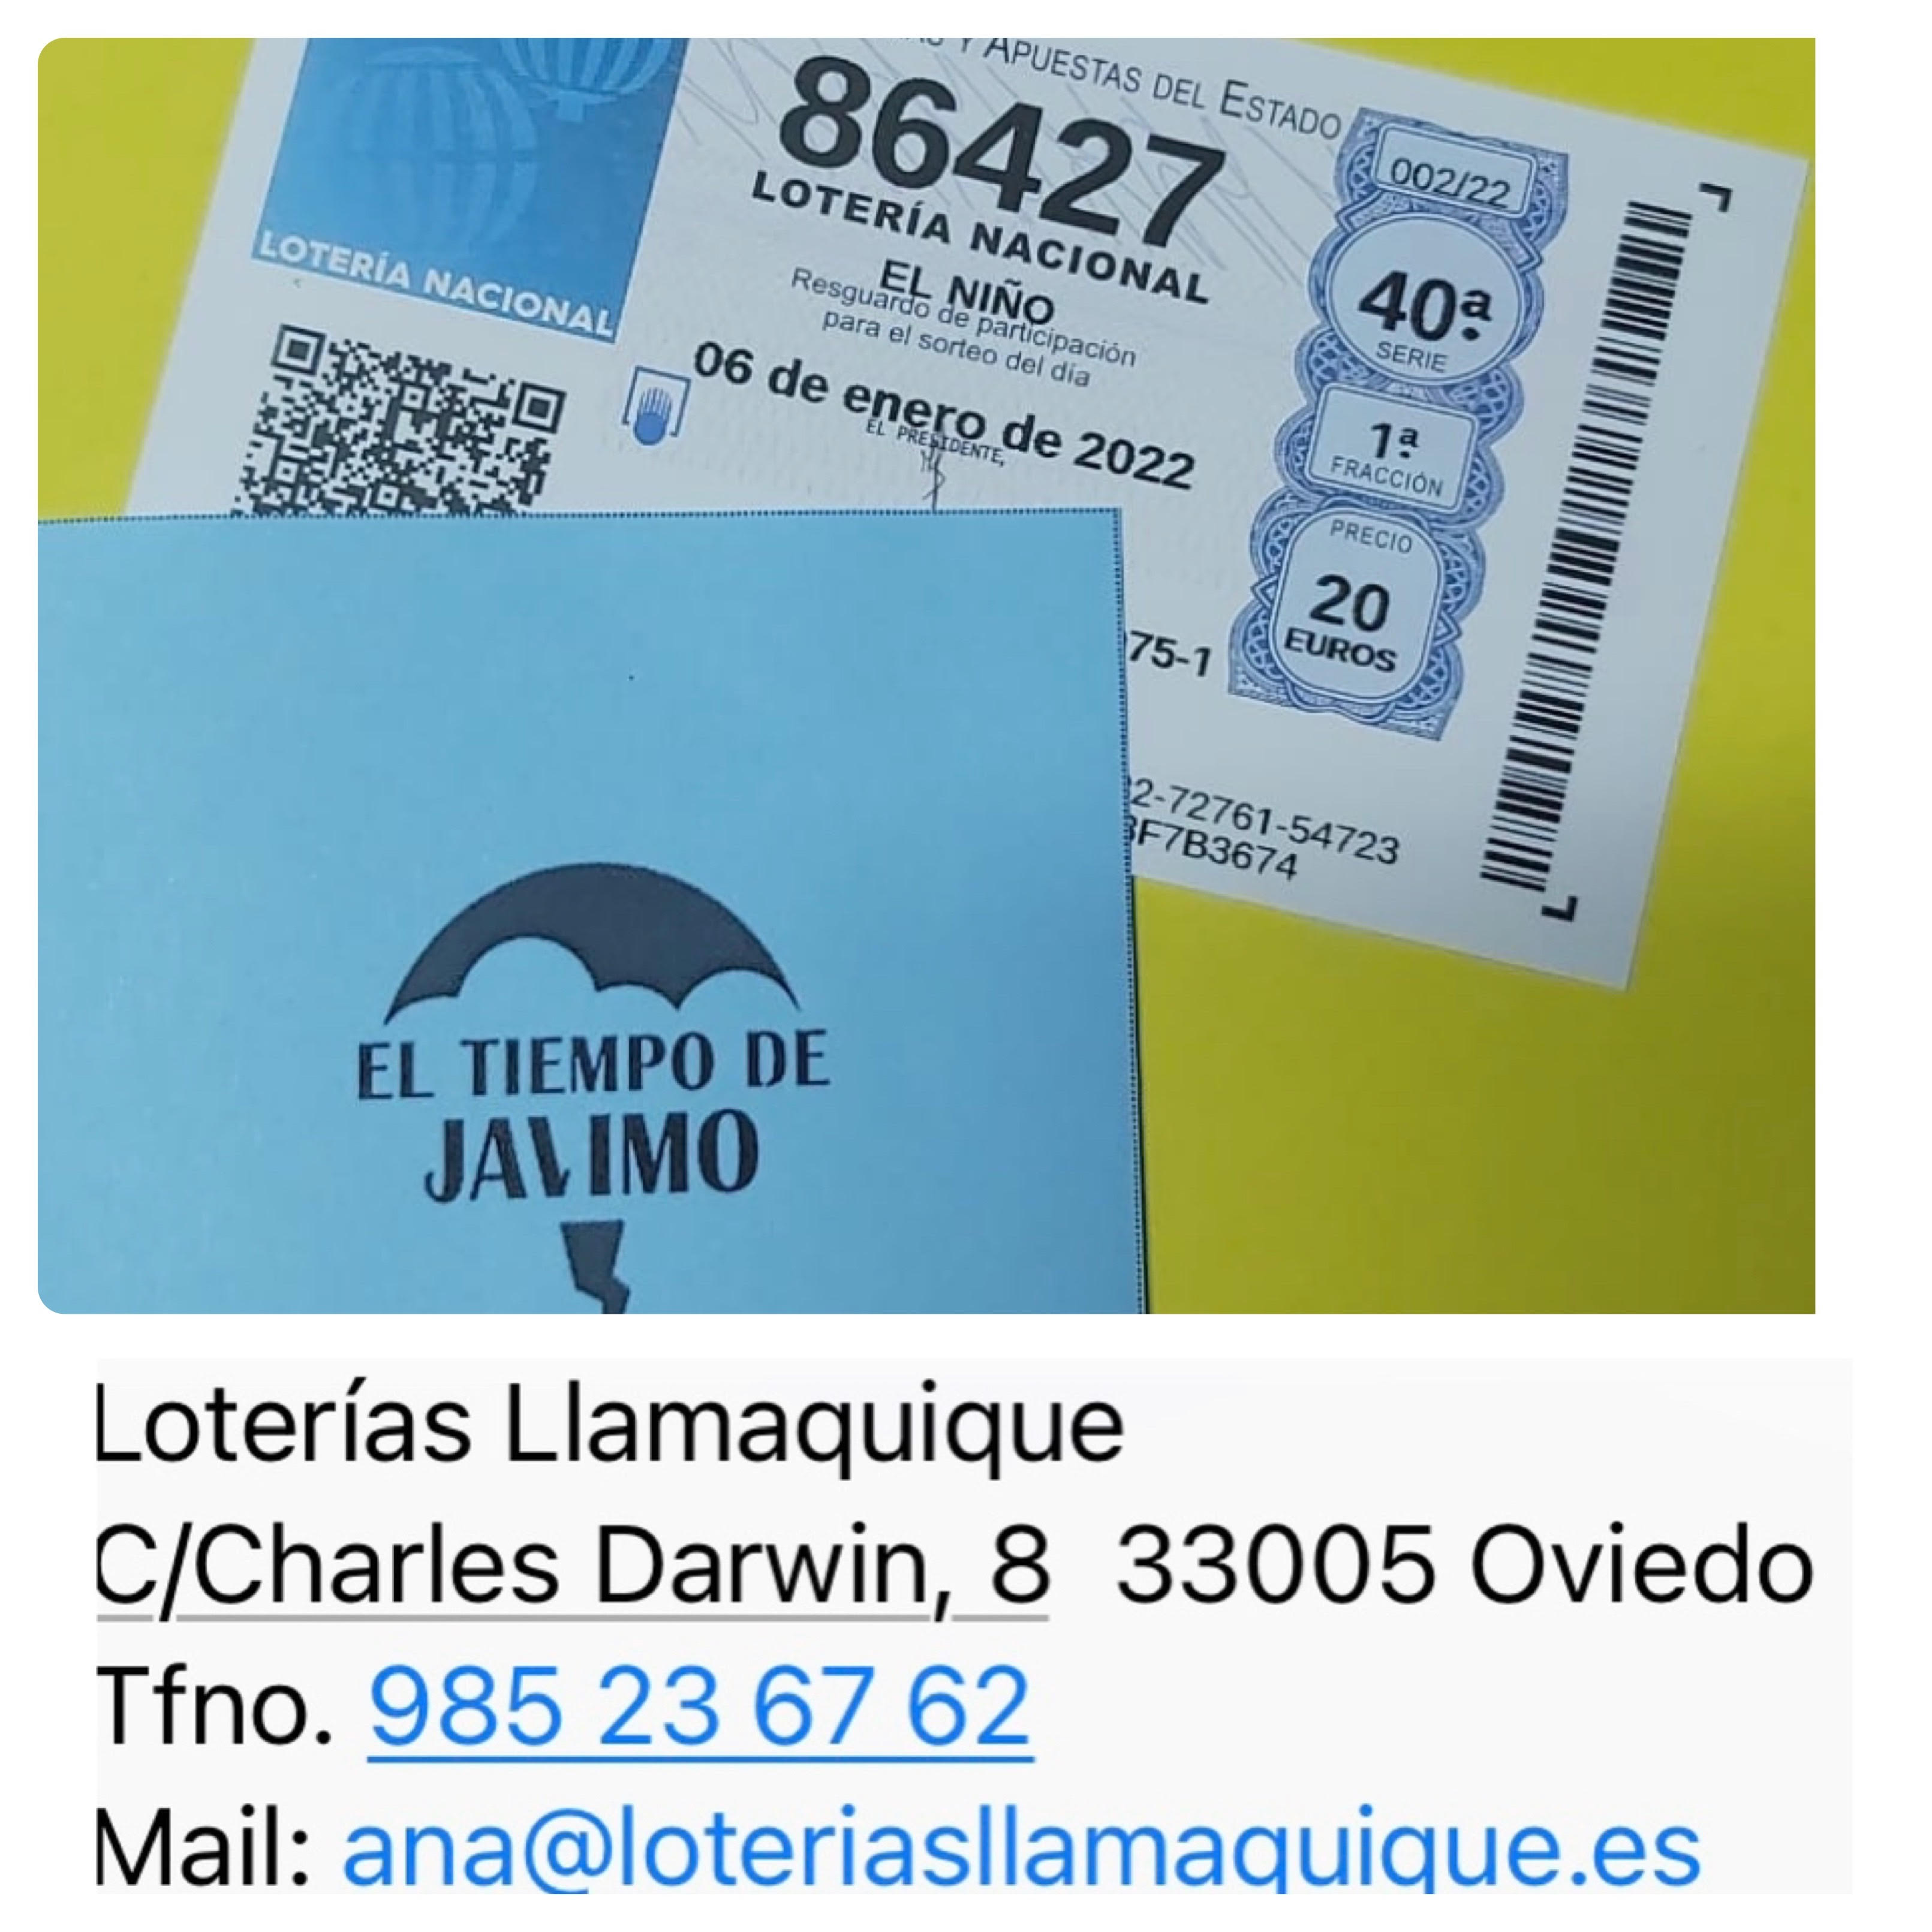 Y APUESTAS DEL ESTADO
86427
LOTERÍA NACIONAL
EL NIÑO
Resguardo de participación
para el sorteo del día
06 de enero de 2022
EL PRESIDENTE,
LOTERÍA NACIONAL
002/22
40ª
SERIE
1ª
FRACCIÓN
PRECIO
20
EUROS
75-1
2-72761-54723
F7B3674
EL TIEMPO DE
JAVIMO
Loterías Llamaquique
C/Charles Darwin, 8 33005 Oviedo
Tfno. 985 23 67 62
Mail: ana@loteriasllamaquique.es